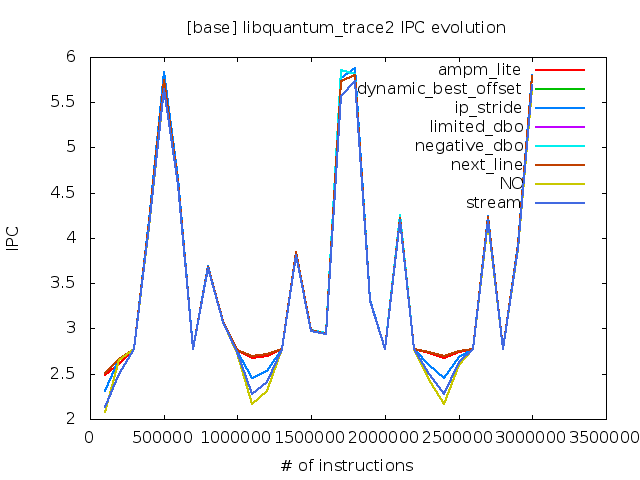 [base] libquantum_trace2 IPC evolution
6
5.5
5
4.5
4
3.5
3
2.5
2
IPC
ampm_lite
dynamic_best_offset
ip_stride
limited_dbo
negative_dbo
next_line
NO
stream
0 500000 1000000 1500000 2000000 2500000 3000000 3500000
# of instructions